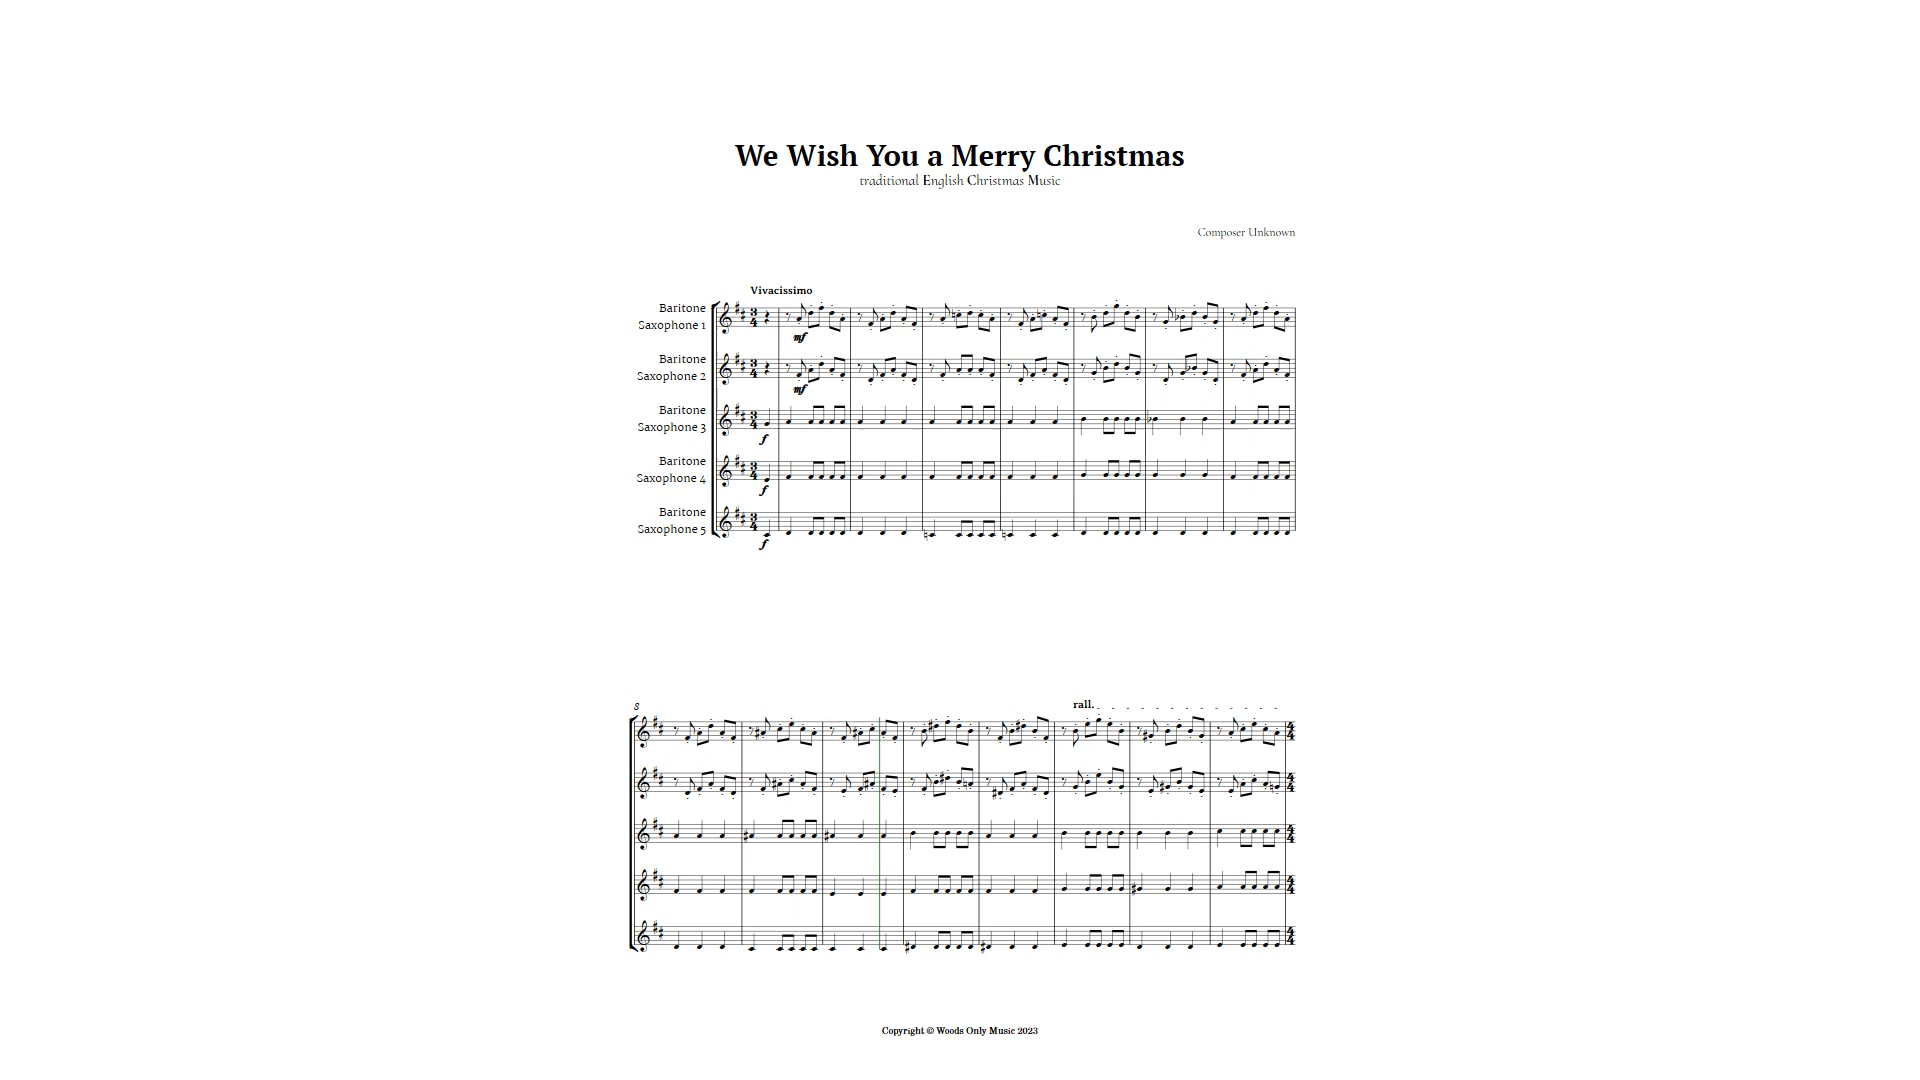 We Wish You a Merry Christmas
traditional English Christmas Music
Composer Unknown
Vivacissimo
Baritone
Saxophone 1
mf
Baritone
Saxophone 2
mf
Baritone
Saxophone 3
f
Baritone
Saxophone 4
f
Baritone
Saxophone 5
f
8
rall.
Copyright © Woods Only Music 2023